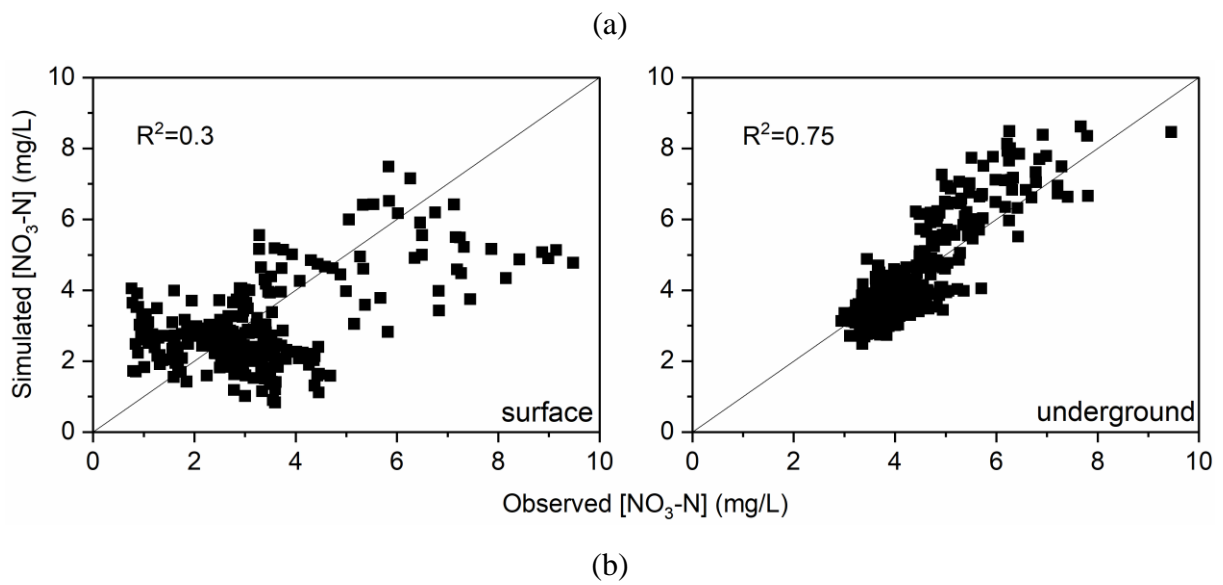 (a)
10
8
6
4
2
0
R²=0.3
surface
0 2 4 6 8 10
Simulated [NO₃-N] (mg/L)
10
8
6
4
2
0
R²=0.75
underground
0 2 4 6 8 10
Observed [NO₃-N] (mg/L)
(b)